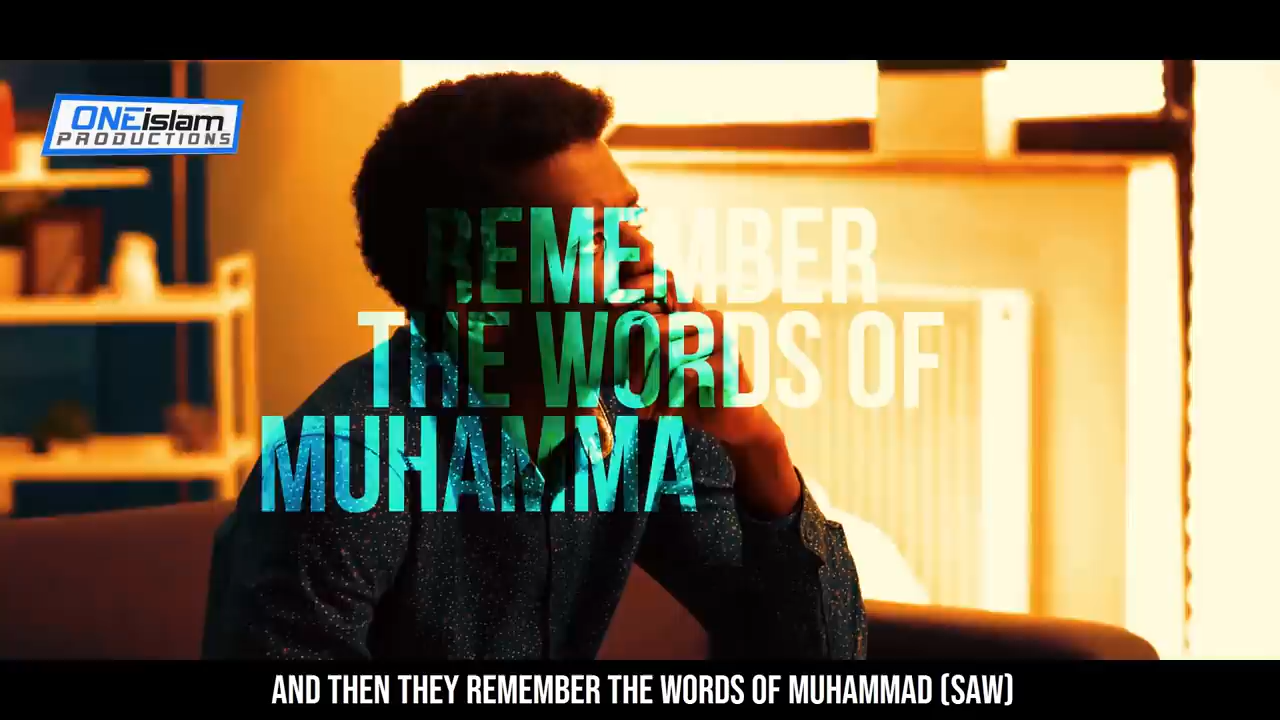 ONEislam
PRODUCTIONS
REMEMBER
THE WORDS OF
MUHAMMA
AND THEN THEY REMEMBER THE WORDS OF MUHAMMAD (SAW)